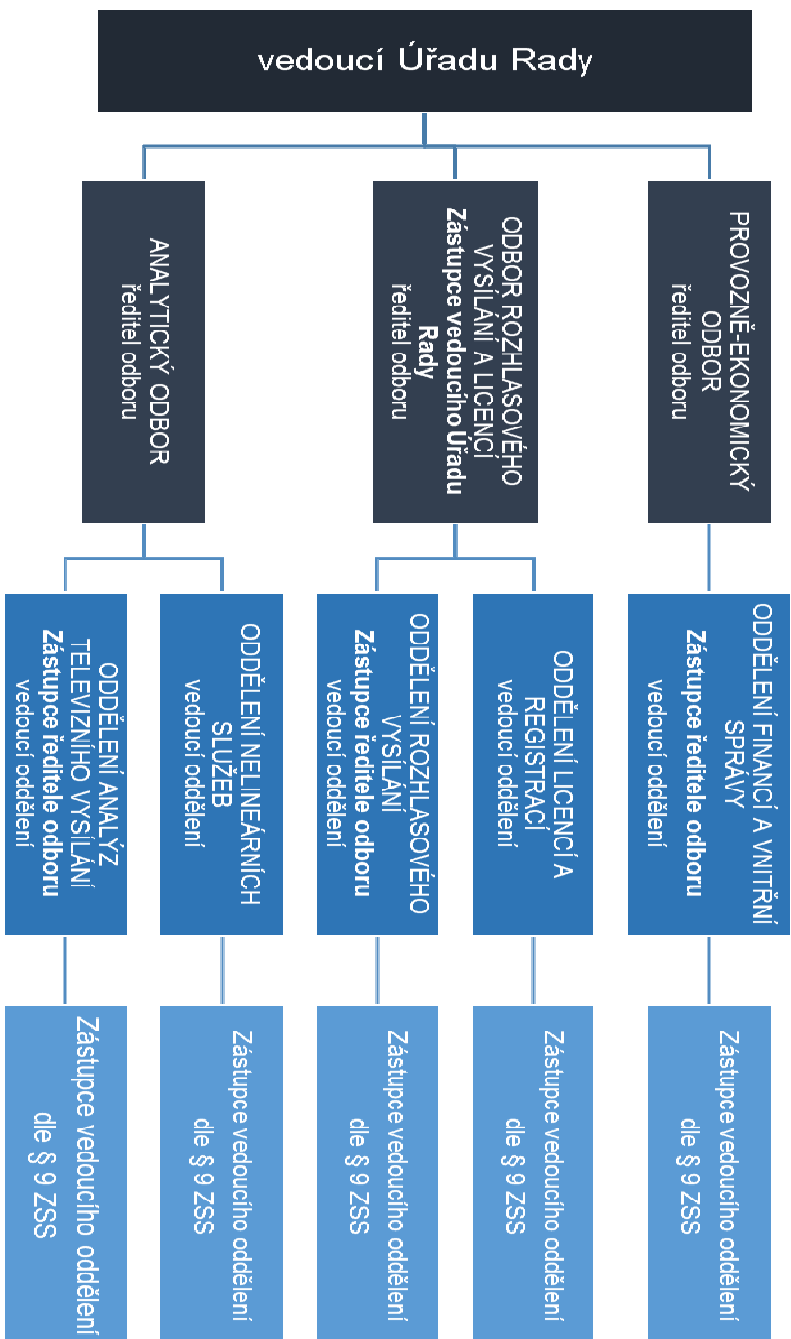 vedoucí Úřadu Rady
ANALYTICKÝ ODBOR
ředitel odboru
ODBOR ROZHLASOVÉHO
VYSÍLÁNÍ A LICENCÍ
Zástupce vedoucího Úřadu
Rady
ředitel odboru
PROVOZNĚ-EKONOMICKÝ
ODBOR
ředitel odboru
ODDĚLENÍ ANALÝZ
TELEVIZNÍHO VYSÍLÁNÍ
Zástupce ředitele odboru
vedoucí oddělení
ODDĚLENÍ NELINEÁRNÍCH
SLUŽEB
vedoucí oddělení
ODDĚLENÍ ROZHLASOVÉHO
VYSÍLÁNÍ
Zástupce ředitele odboru
vedoucí oddělení
ODDĚLENÍ LICENCÍ A
REGISTRACÍ
vedoucí oddělení
ODDĚLENÍ FINANCÍ A VNITŘNÍ
SPRÁVY
Zástupce ředitele odboru
vedoucí oddělení
Zástupce vedoucího oddělení
dle § 9 ZSS
Zástupce vedoucího oddělení
dle § 9 ZSS
Zástupce vedoucího oddělení
dle § 9 ZSS
Zástupce vedoucího oddělení
dle § 9 ZSS
Zástupce vedoucího oddělení
dle § 9 ZSS